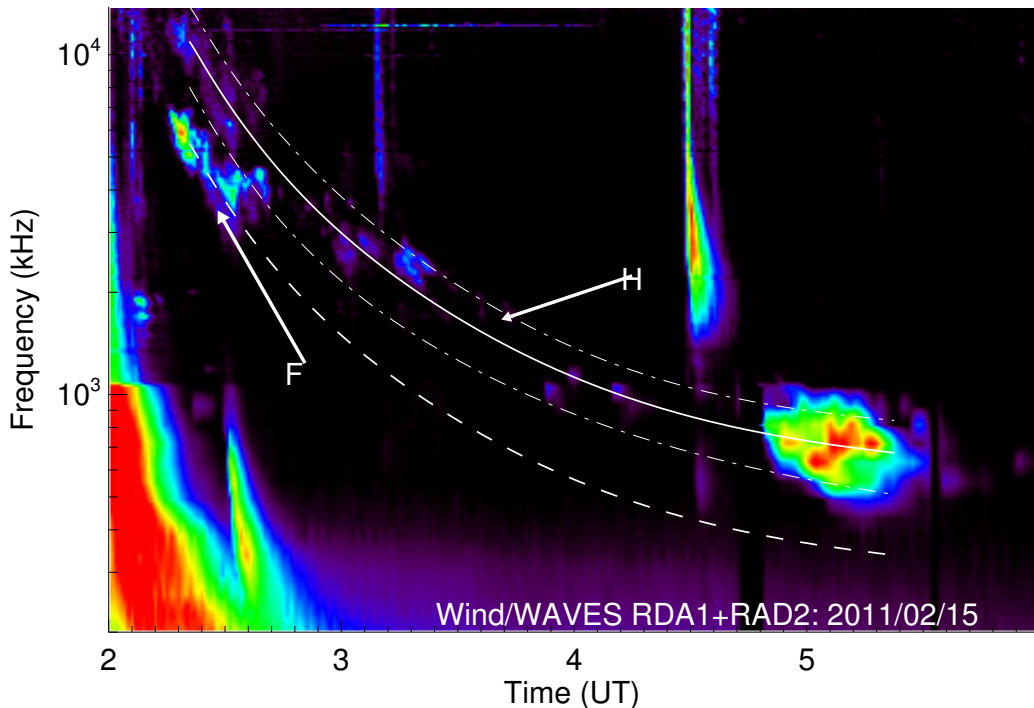 10⁴
H
F
10³
Frequency (kHz)
Wind/WAVES RDA1+RAD2: 2011/02/15
2 3 4 5
Time (UT)